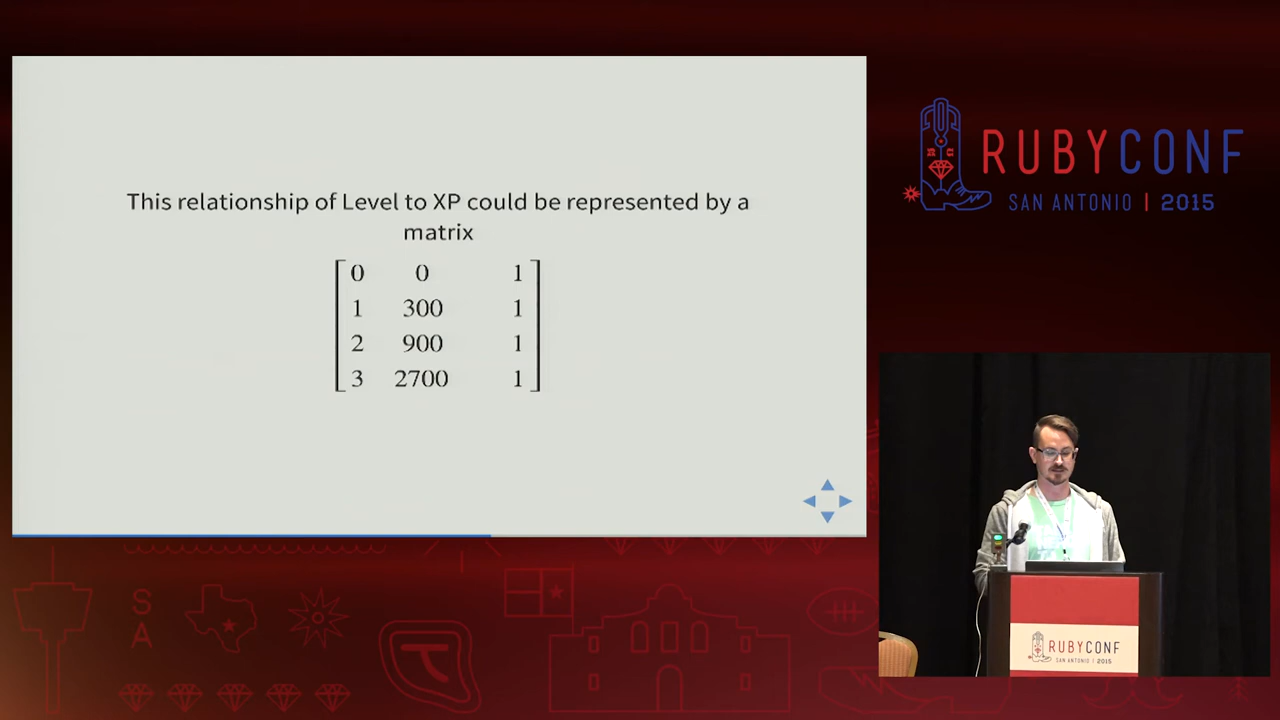 This relationship of Level to XP could be represented by a
matrix
0 0 1
1 300 1
2 900 1
3 2700 1
RUBYCONF
SAN ANTONIO | 2015
S
A
RUBYCONF
SAN ANTONIO | 2015